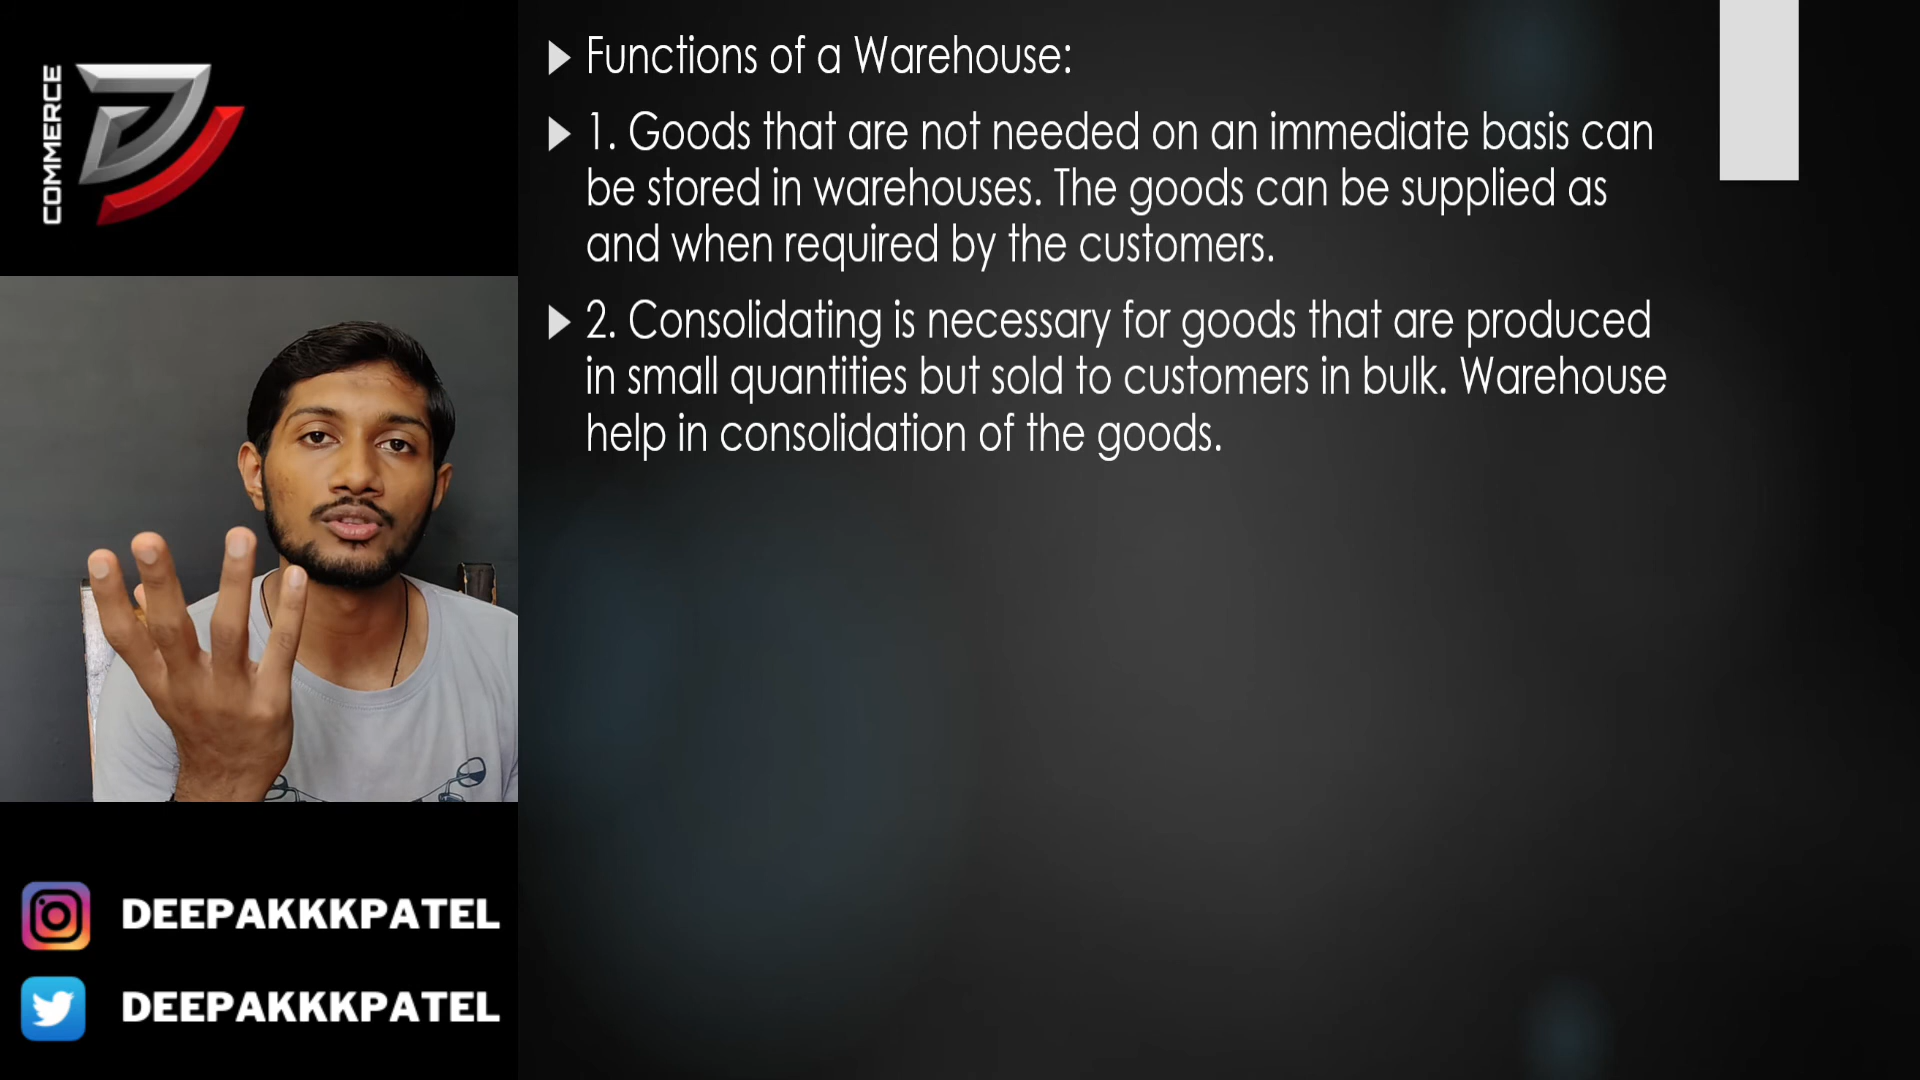 COMMERCE
Functions of a Warehouse:
1. Goods that are not needed on an immediate basis can
be stored in warehouses. The goods can be supplied as
and when required by the customers.
2. Consolidating is necessary for goods that are produced
in small quantities but sold to customers in bulk. Warehouse
help in consolidation of the goods.
DEEPAKKKPATEL
DEEPAKKKPATEL